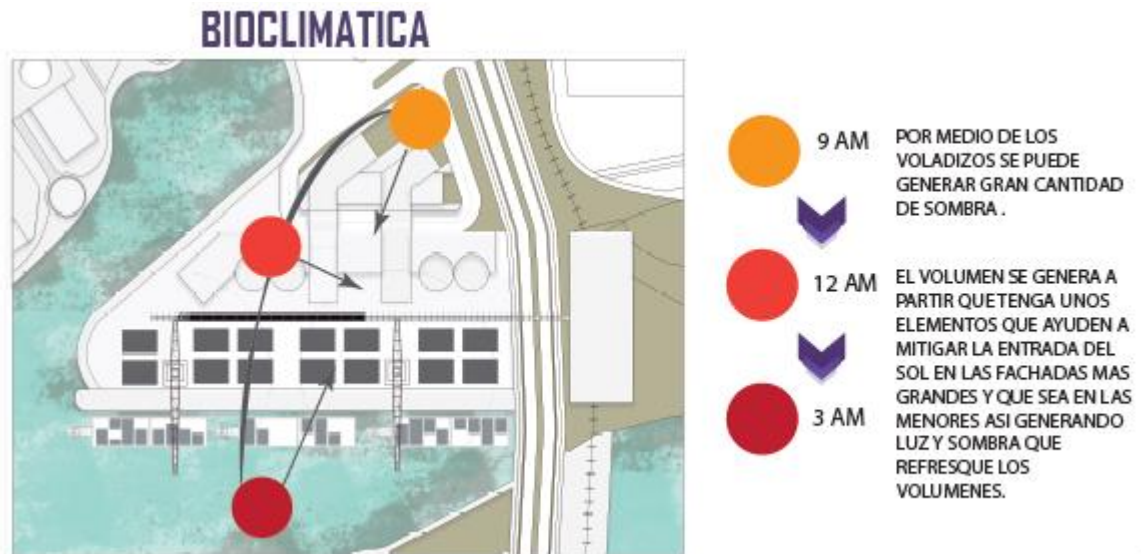 BIOCLIMATICA
9 AM
POR MEDIO DE LOS
VOLADIZOS SE PUEDE
GENERAR GRAN CANTIDAD
DE SOMBRA .
12 AM
EL VOLUMEN SE GENERA A
PARTIR QUE TENGA UNOS
ELEMENTOS QUE AYUDEN A
MITIGAR LA ENTRADA DEL
SOL EN LAS FACHADAS MAS
GRANDES Y QUE SEA EN LAS
MENORES ASI GENERANDO
LUZ Y SOMBRA QUE
REFRESQUE LOS
VOLUMENES.
3 AM